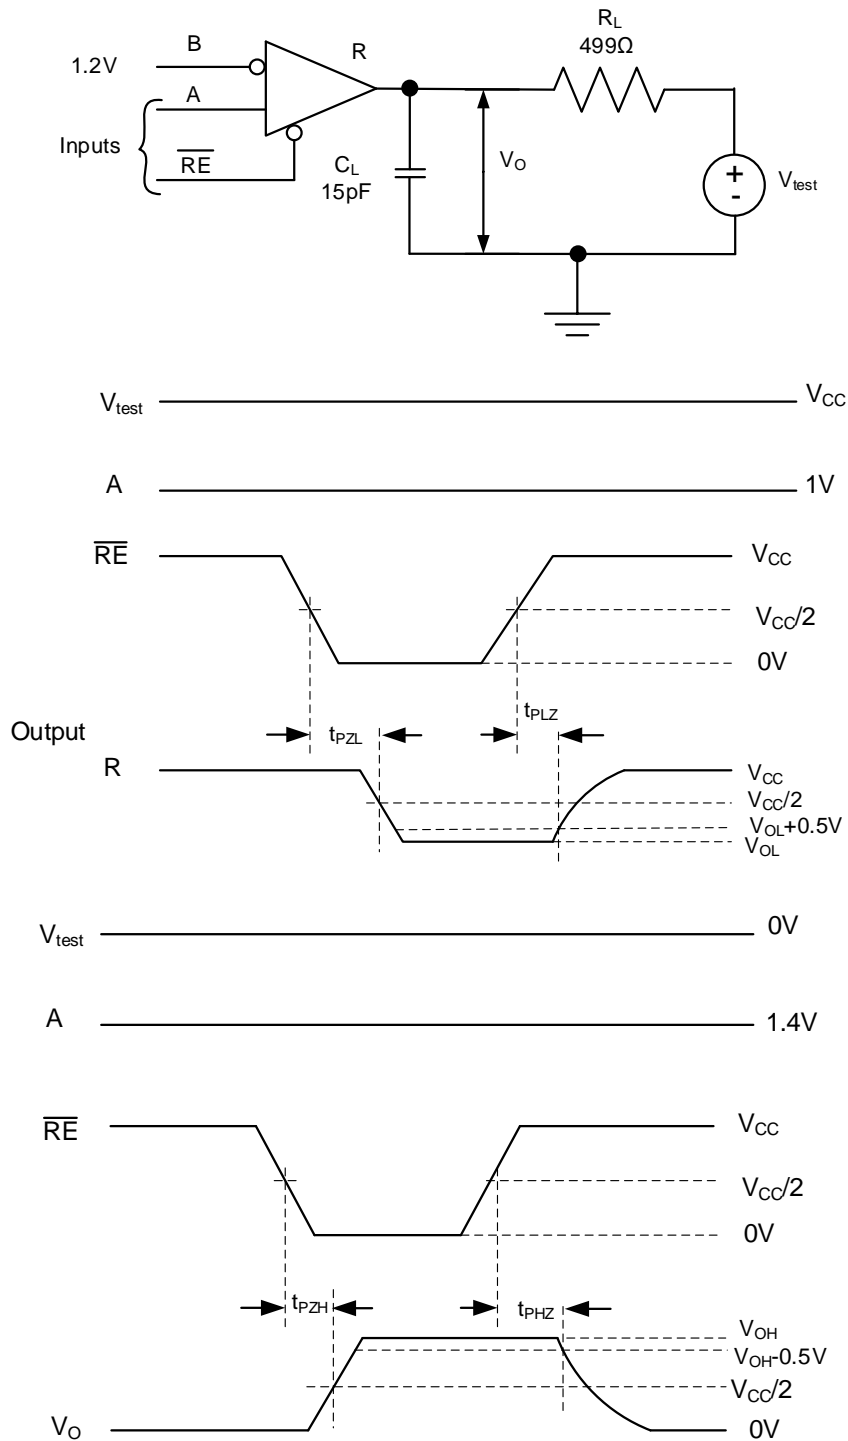 B
1.2V
A
Inputs
RE
R
C_L
15pF
V_O
R_L
499Ω
+
-
V_test
V_test
V_CC
A
1V
RE
V_CC
V_CC/2
0V
Output
t_PZL
t_PLZ
R
V_CC
V_CC/2
V_OL+0.5V
V_OL
V_test
0V
A
1.4V
RE
V_CC
V_CC/2
0V
t_PZH
t_PHZ
V_OH
V_OH-0.5V
V_CC/2
V_O
0V